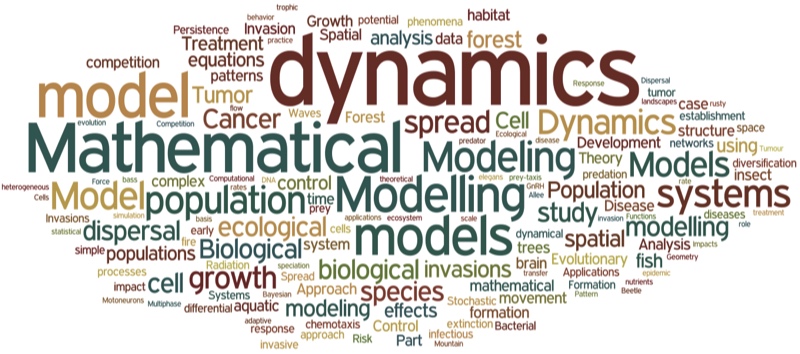 trophic
behavior Growth potential phenomena habitat
Persistence Invasion Spatial analysis data forest
Treatment practice
competition equations dynamics
patterns Response Dispersal
model Tumor tumor
flow landscapes case rusty
evolution Competition Cancer Waves Forest spread Cell Dynamics establishment
Ecological structure space
Mathematical predator disease Development networks using Tumour
Modeling Theory Models diversification
heterogeneous Force bass complex Computational DNA control theoretical elegans prey-taxis predation insect
Cells Model population rates time Modelling GnRH Population rate systems
Allee
simulation prey Disease diseases treatment
Invasions basis applications ecosystem scale study invasion Functions modelling role
statistical dispersal early ecological cells models dynamical spatial Analysis Impacts
simple populations fire Biological system trees fish Geometry
processes Radiation speciation biological invasions brain Evolutionary epidemic
impact cell growth Spread transfer Applications nutrients
Motoneurons Multiphase Systems Bayesian Approach species mathematical Formation Pattern Beetle
differential aquatic modeling effects Stochastic movement
adaptive response chemotaxis Control extinction formation
approach infectious Bacterial
invasive Risk Part Mountain